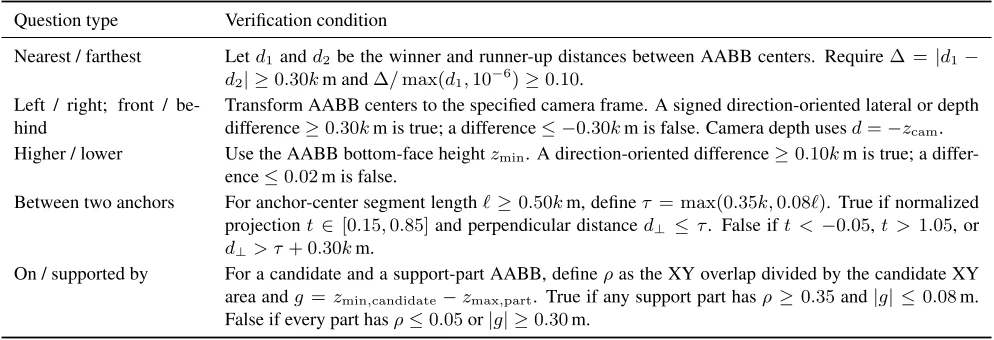 Question type Verification condition
Nearest / farthest Let d₁ and d₂ be the winner and runner-up distances between AABB centers. Require Δ = |d₁ −
d₂| ≥ 0.30k m and Δ/ max(d₁, 10⁻⁶) ≥ 0.10.
Left / right; front / be- Transform AABB centers to the specified camera frame. A signed direction-oriented lateral or depth
hind difference ≥ 0.30k m is true; a difference ≤ −0.30k m is false. Camera depth uses d = −z_cam.
Higher / lower Use the AABB bottom-face height z_min. A direction-oriented difference ≥ 0.10k m is true; a differ-
ence ≤ 0.02 m is false.
Between two anchors For anchor-center segment length ℓ ≥ 0.50k m, define τ = max(0.35k, 0.08ℓ). True if normalized
projection t ∈ [0.15, 0.85] and perpendicular distance d_⊥ ≤ τ. False if t < −0.05, t > 1.05, or
d_⊥ > τ + 0.30k m.
On / supported by For a candidate and a support-part AABB, define ρ as the XY overlap divided by the candidate XY
area and g = z_min,candidate − z_max,part. True if any support part has ρ ≥ 0.35 and |g| ≤ 0.08 m.
False if every part has ρ ≤ 0.05 or |g| ≥ 0.30 m.